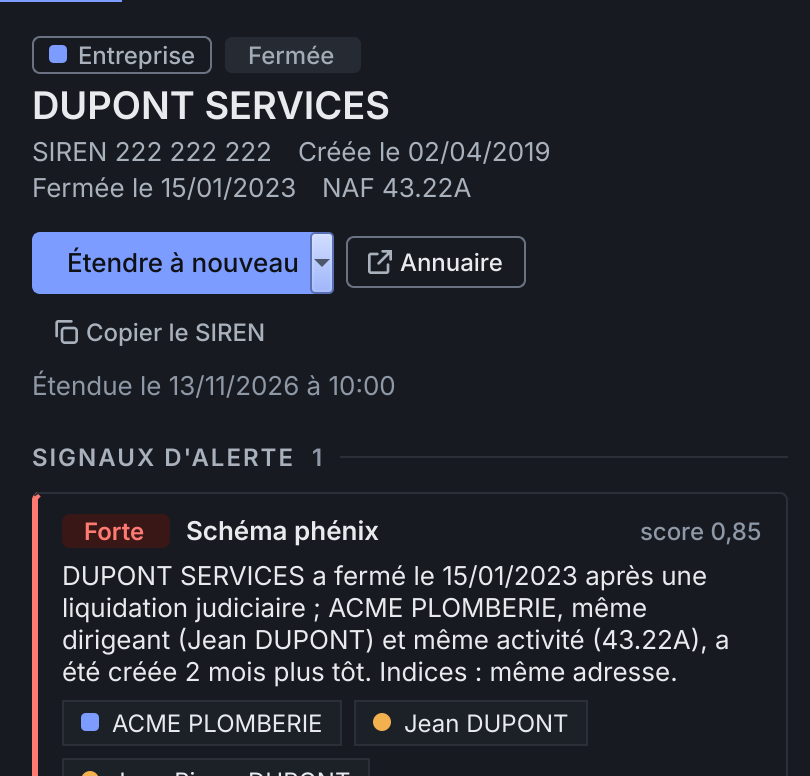 Entreprise Fermée
DUPONT SERVICES
SIREN 222 222 222 Créée le 02/04/2019
Fermée le 15/01/2023 NAF 43.22A
Étendre à nouveau Annuaire
Copier le SIREN
Étendue le 13/11/2026 à 10:00
SIGNAUX D'ALERTE 1
Forte Schéma phénix score 0,85
DUPONT SERVICES a fermé le 15/01/2023 après une
liquidation judiciaire ; ACME PLOMBERIE, même
dirigeant (Jean DUPONT) et même activité (43.22A), a
été créée 2 mois plus tôt. Indices : même adresse.
ACME PLOMBERIE Jean DUPONT
DUPONT